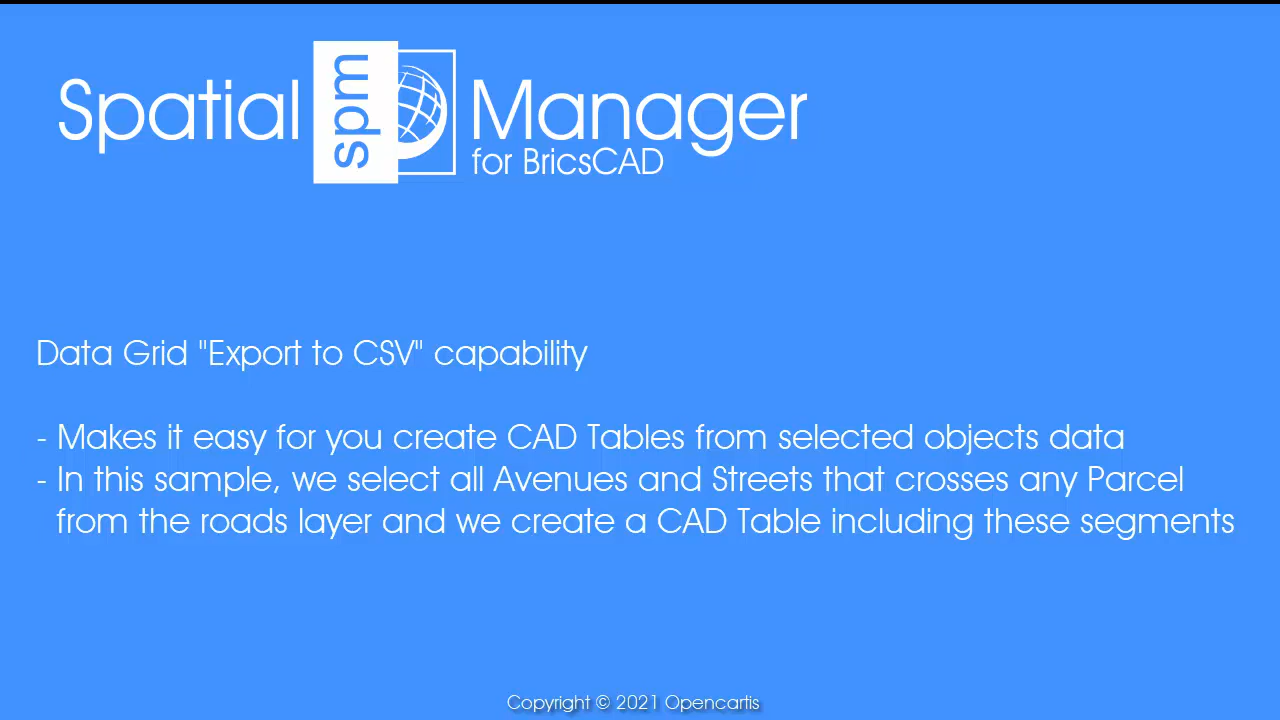 Spatial spm Manager
for BricsCAD
Data Grid "Export to CSV" capability
- Makes it easy for you create CAD Tables from selected objects data
- In this sample, we select all Avenues and Streets that crosses any Parcel
from the roads layer and we create a CAD Table including these segments
Copyright © 2021 Opencartis